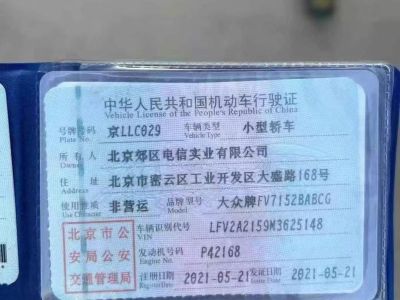 中华人民共和国机动车行驶证
Vehicle License of the People's Republic of China
号牌号码 京LLC029 车辆类型 小型轿车
Plate No. Vehicle Type
所有人 北京郊区电信实业有限公司
Owner
住址 北京市密云区工业开发区大盛路168号
Address
使用性质 非营运 品牌型号 大众牌FV7152BABCG
Use Character Model
北京市公 车辆识别代号 LFV2A2159M3625148
VIN
安局公安 发动机号码 P42168
Engine No.
交通管理局 注册日期 2021-05-21 发证日期 2021-05-21
Register Date Issue Date